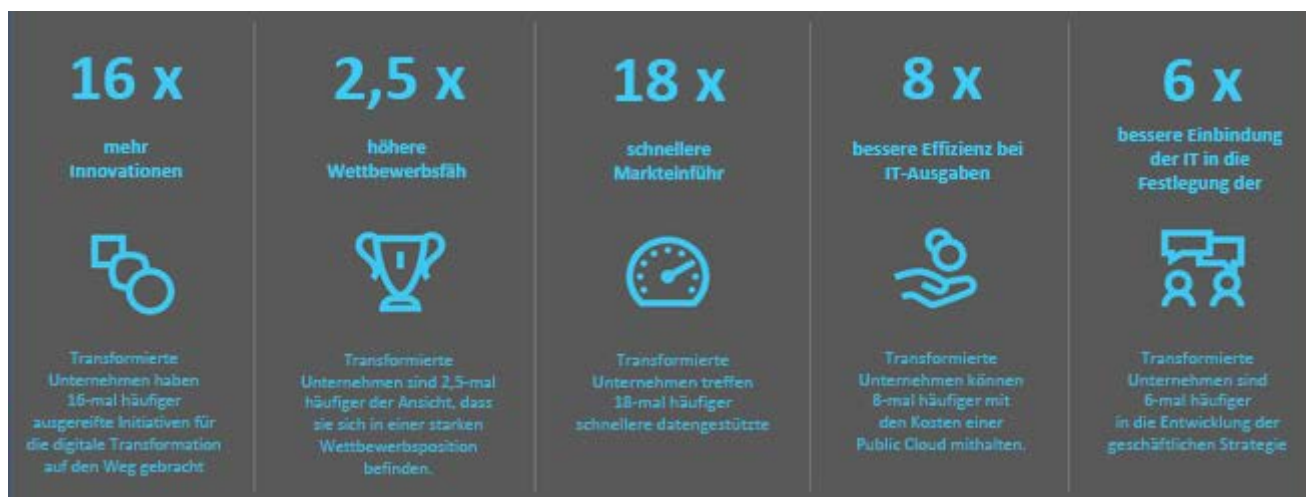 16 x
mehr
Innovationen
Transformierte
Unternehmen haben
16-mal häufiger
ausgereifte Initiativen für
die digitale Transformation
auf den Weg gebracht
2,5 x
höhere
Wettbewerbsfäh
Transformierte
Unternehmen sind 2,5-mal
häufiger der Ansicht, dass
sie sich in einer starken
Wettbewerbsposition
befinden.
18 x
schnellere
Markteinführ
Transformierte
Unternehmen treffen
18-mal häufiger
schnellere datengestützte
8 x
bessere Effizienz bei
IT-Ausgaben
Transformierte
Unternehmen können
8-mal häufiger mit
den Kosten einer
Public Cloud mithalten.
6 x
bessere Einbindung
der IT in die
Festlegung der
Transformierte
Unternehmen sind
6-mal häufiger
in die Entwicklung der
geschäftlichen Strategie